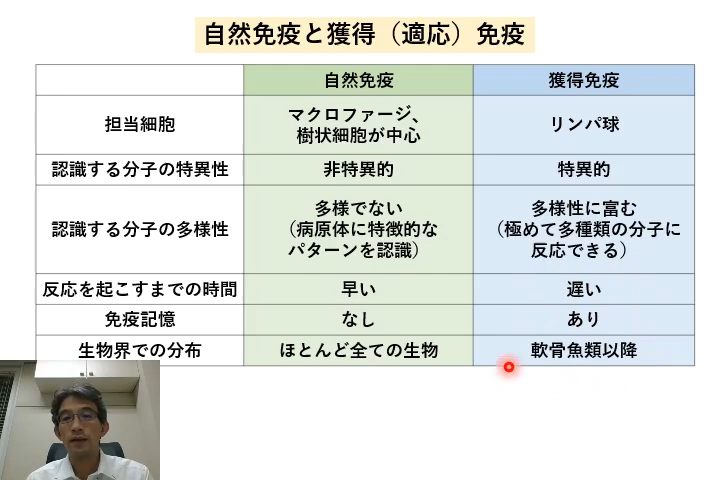 自然免疫と獲得（適応）免疫
自然免疫
獲得免疫
担当細胞
マクロファージ、
樹状細胞が中心
リンパ球
認識する分子の特異性
非特異的
特異的
認識する分子の多様性
多様でない
（病原体に特徴的な
パターンを認識）
多様性に富む
（極めて多種類の分子に
反応できる）
反応を起こすまでの時間
早い
遅い
免疫記憶
なし
あり
生物界での分布
ほとんど全ての生物
軟骨魚類以降